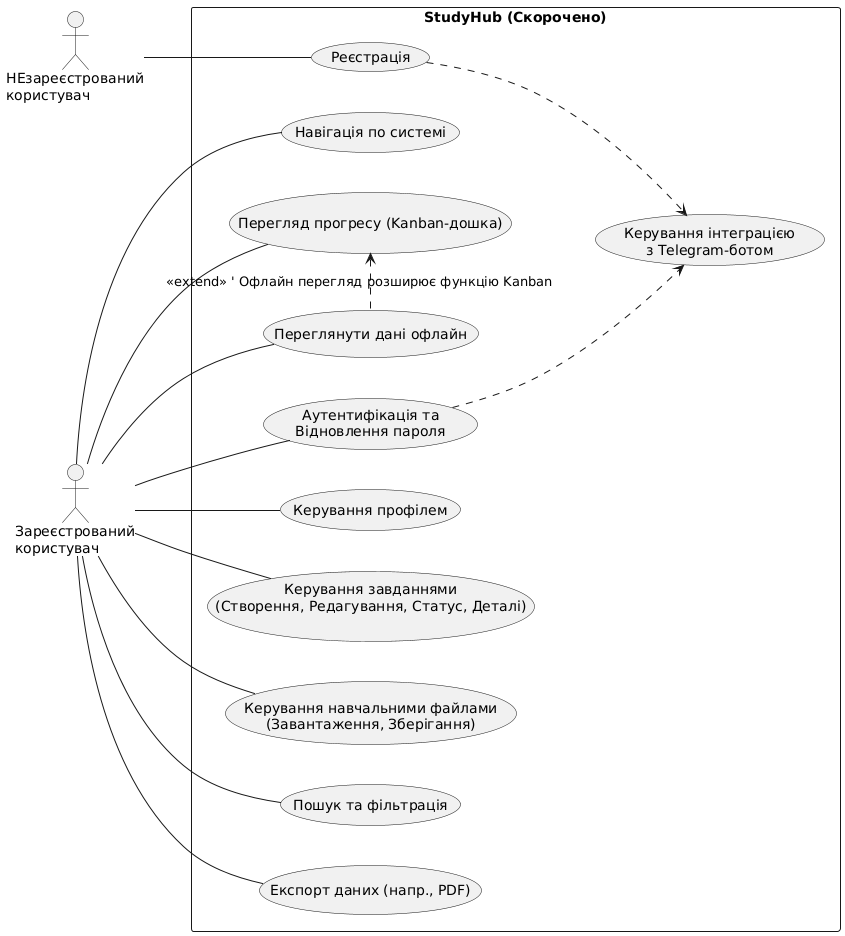 StudyHub (Скорочено)
НЕзареєстрований
користувач
Реєстрація
Навігація по системі
Перегляд прогресу (Kanban-дошка)
Керування інтеграцією
з Telegram-ботом
«extend» ' Офлайн перегляд розширює функцію Kanban
Переглянути дані офлайн
Аутентифікація та
Відновлення пароля
Зареєстрований
користувач
Керування профілем
Керування завданнями
(Створення, Редагування, Статус, Деталі)
Керування навчальними файлами
(Завантаження, Зберігання)
Пошук та фільтрація
Експорт даних (напр., PDF)